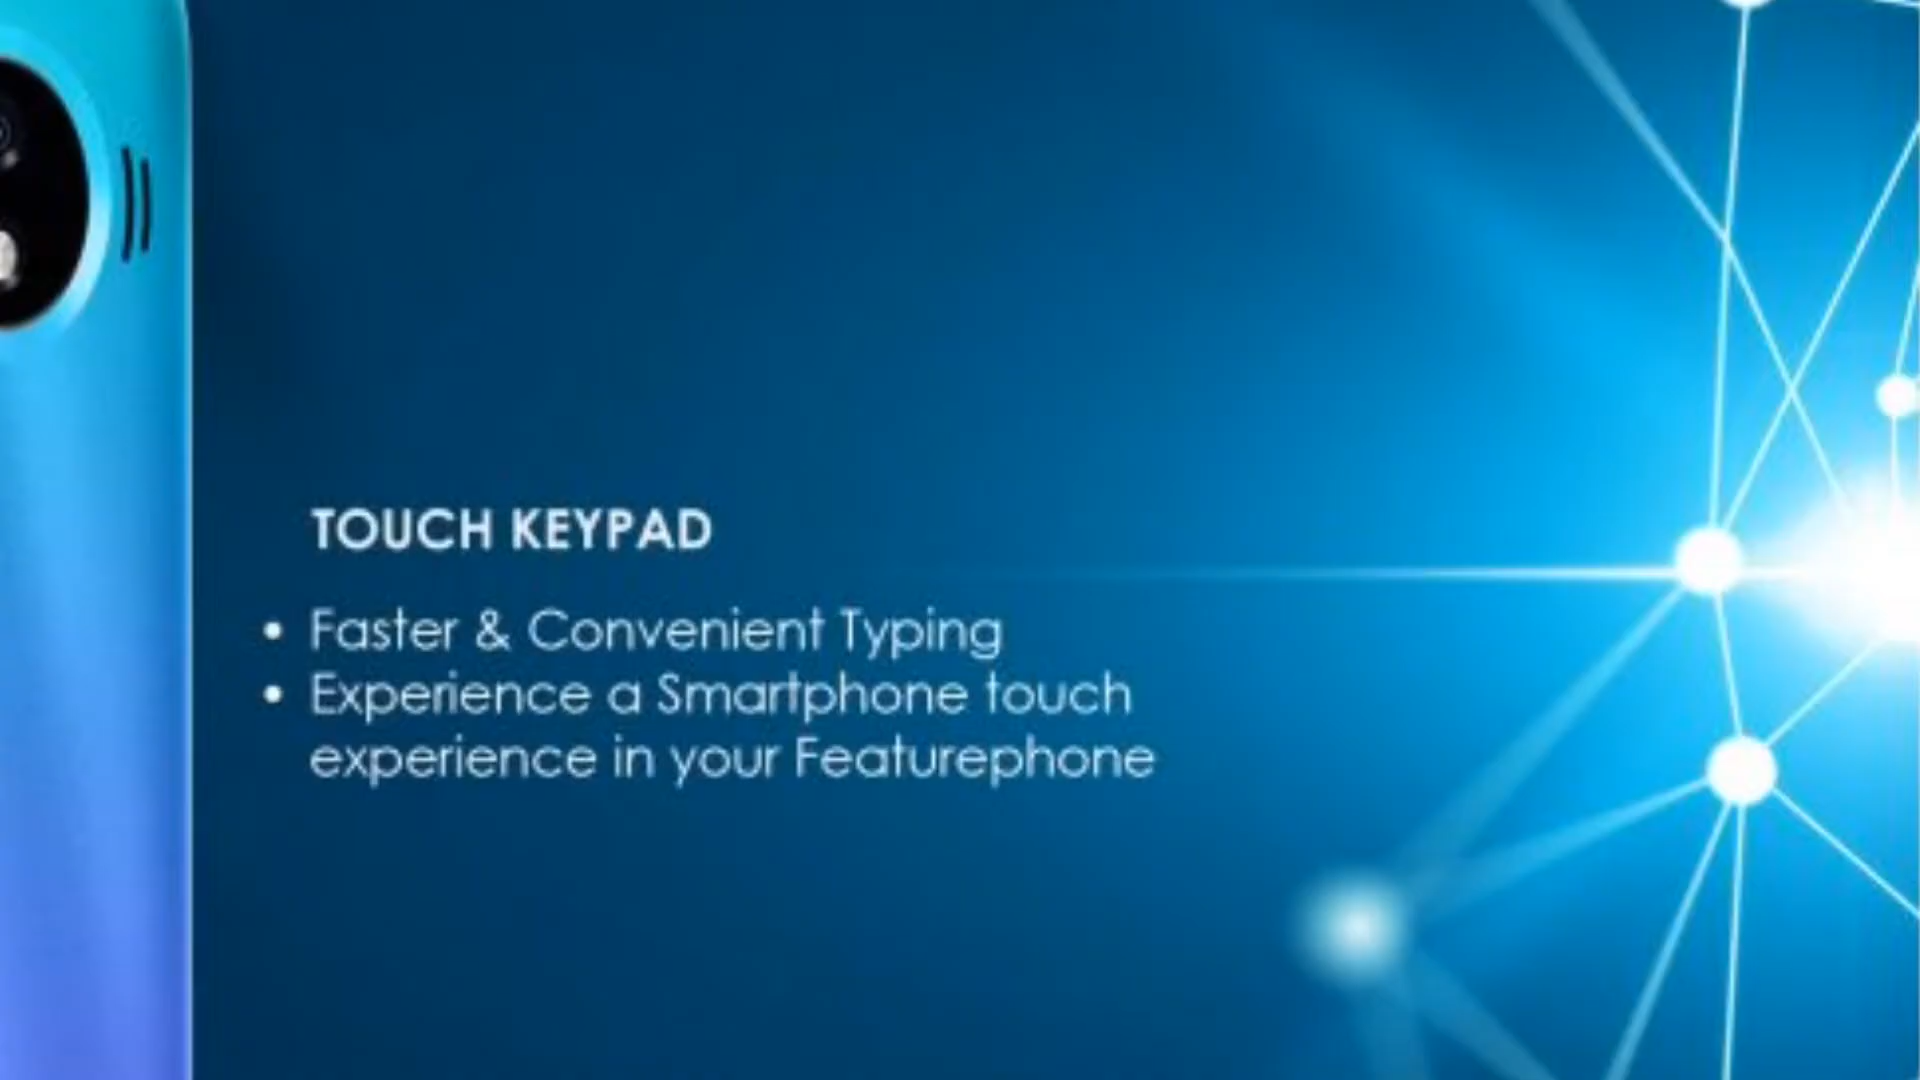 TOUCH KEYPAD
• Faster & Convenient Typing
• Experience a Smartphone touch
experience in your Featurephone